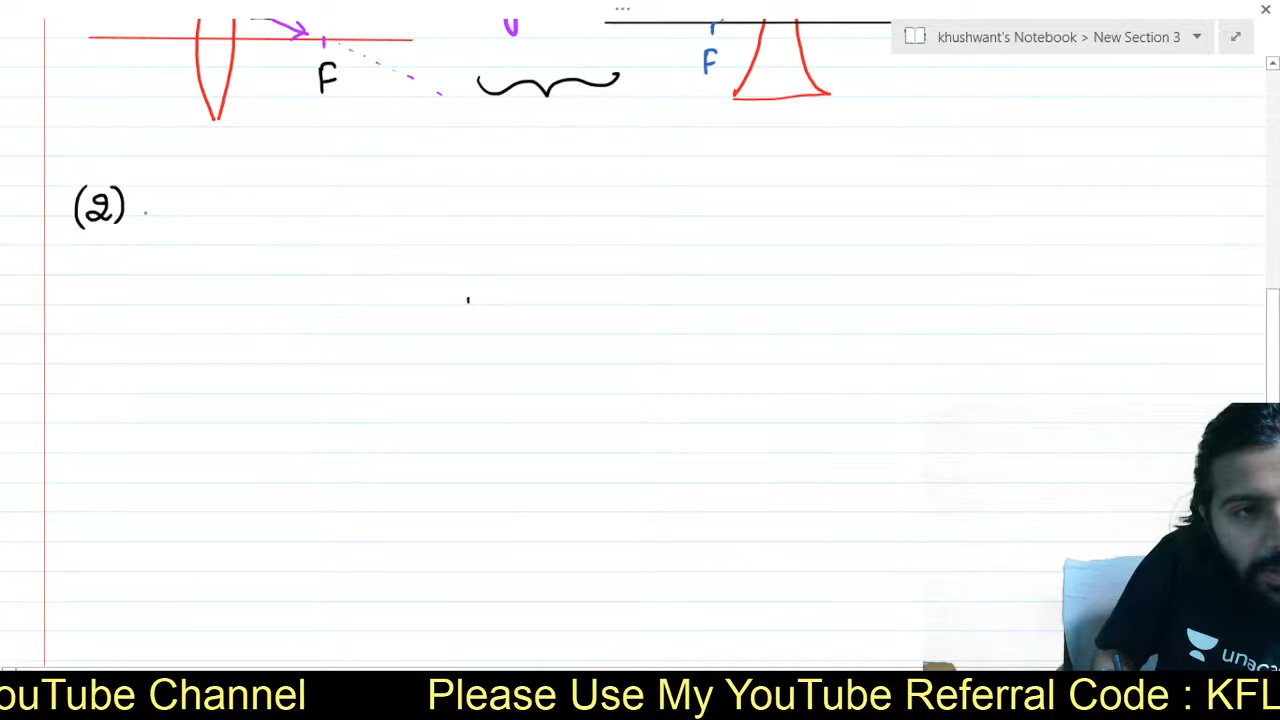 khushwant's Notebook > New Section 3
F
F
(2)
ouTube Channel Please Use My YouTube Referral Code : KFL